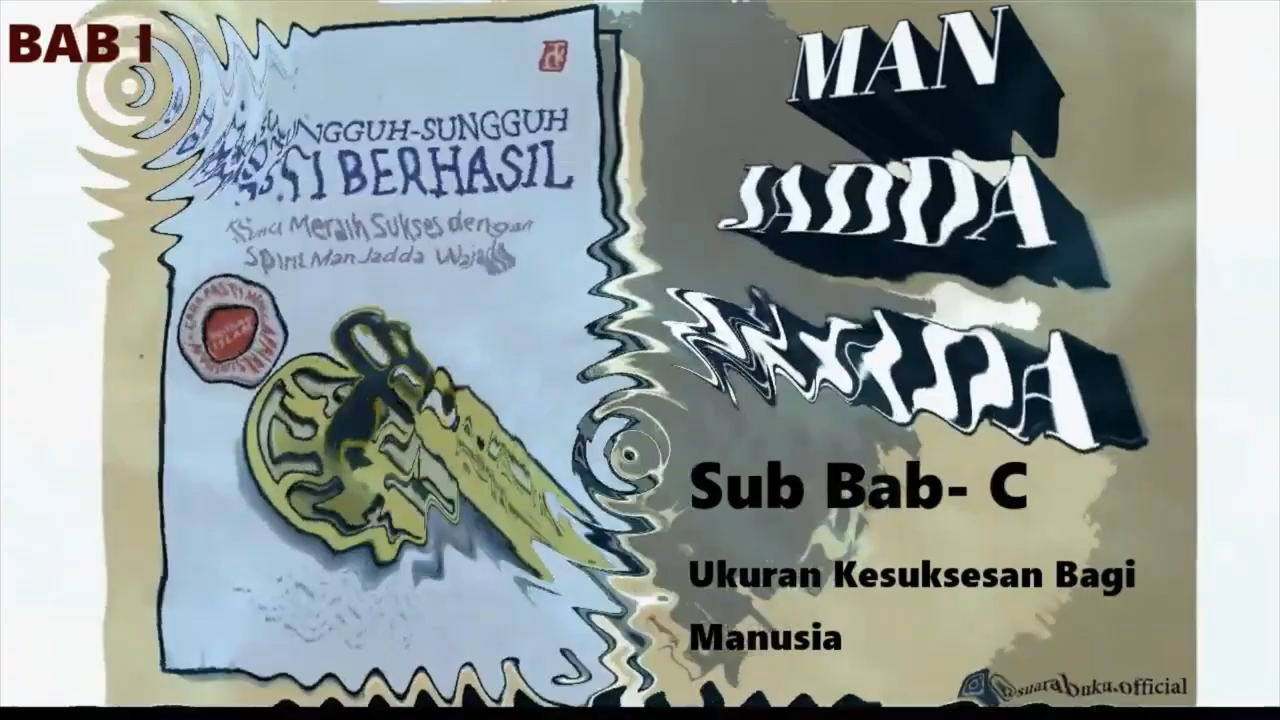 BAB I
NGGUH-SUNGGUH
BERHASIL
Meraih Sukses dengan
Spirit Man Jadda Wajada
MAN
JADDA
Sub Bab- C
Ukuran Kesuksesan Bagi
Manusia
@suarabuku.official